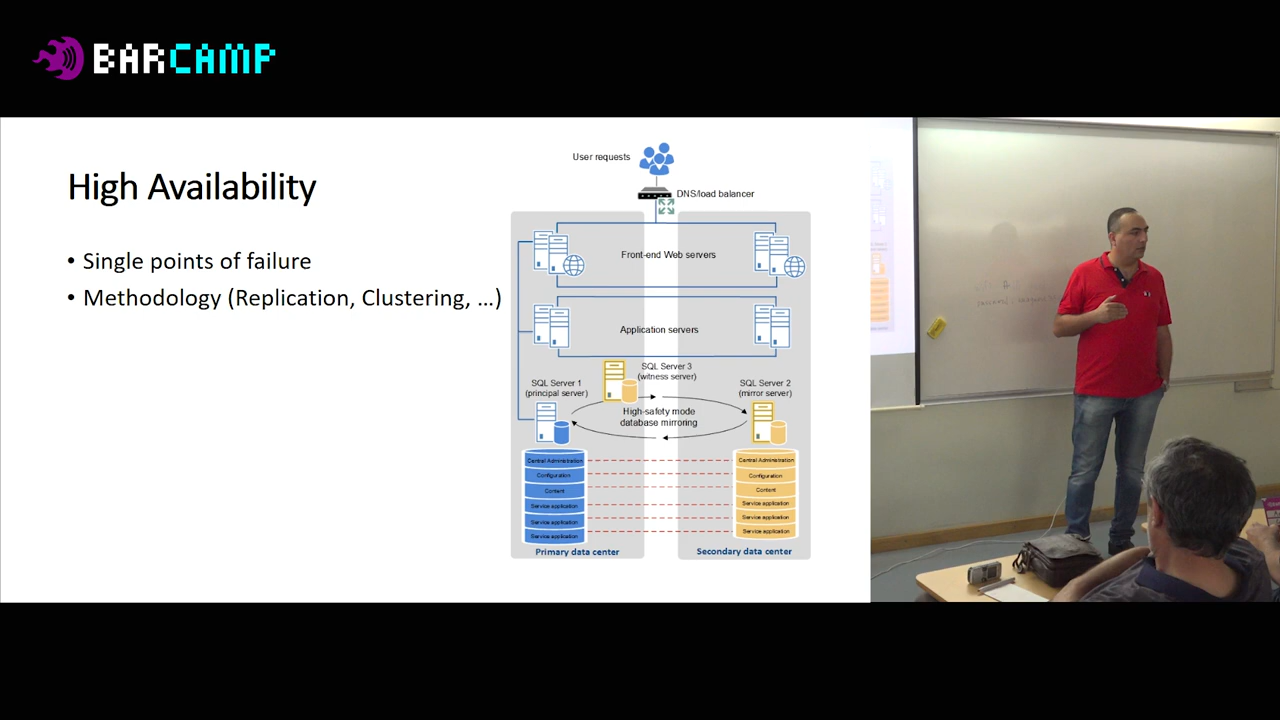 BARCAMP
High Availability
• Single points of failure
• Methodology (Replication, Clustering, ...)
User requests
DNS/load balancer
Front-end Web servers
Application servers
SQL Server 3
(witness server)
SQL Server 1
(principal server)
SQL Server 2
(mirror server)
High-safety mode
database mirroring
Central Administration
Configuration
Content
Service application
Service application
Service application
Central Administration
Configuration
Content
Service application
Service application
Service application
Primary data center
Secondary data center